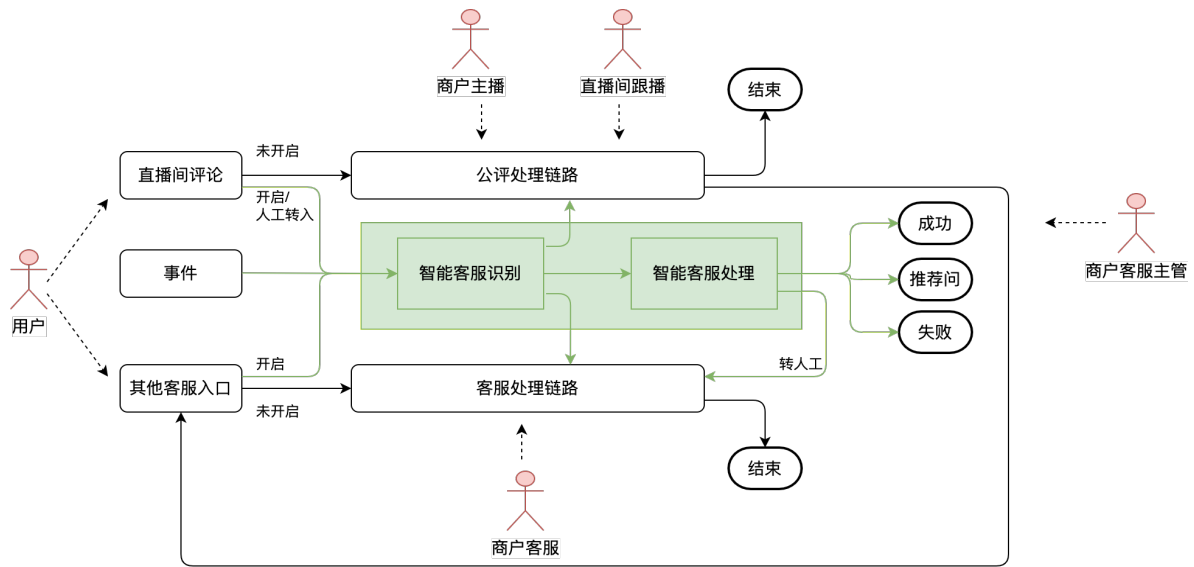 商户主播
直播间跟播
结束
未开启
直播间评论
公评处理链路
开启/
人工转入
成功
智能客服识别
智能客服处理
事件
推荐问
商户客服主管
用户
失败
开启
转人工
其他客服入口
客服处理链路
未开启
结束
商户客服